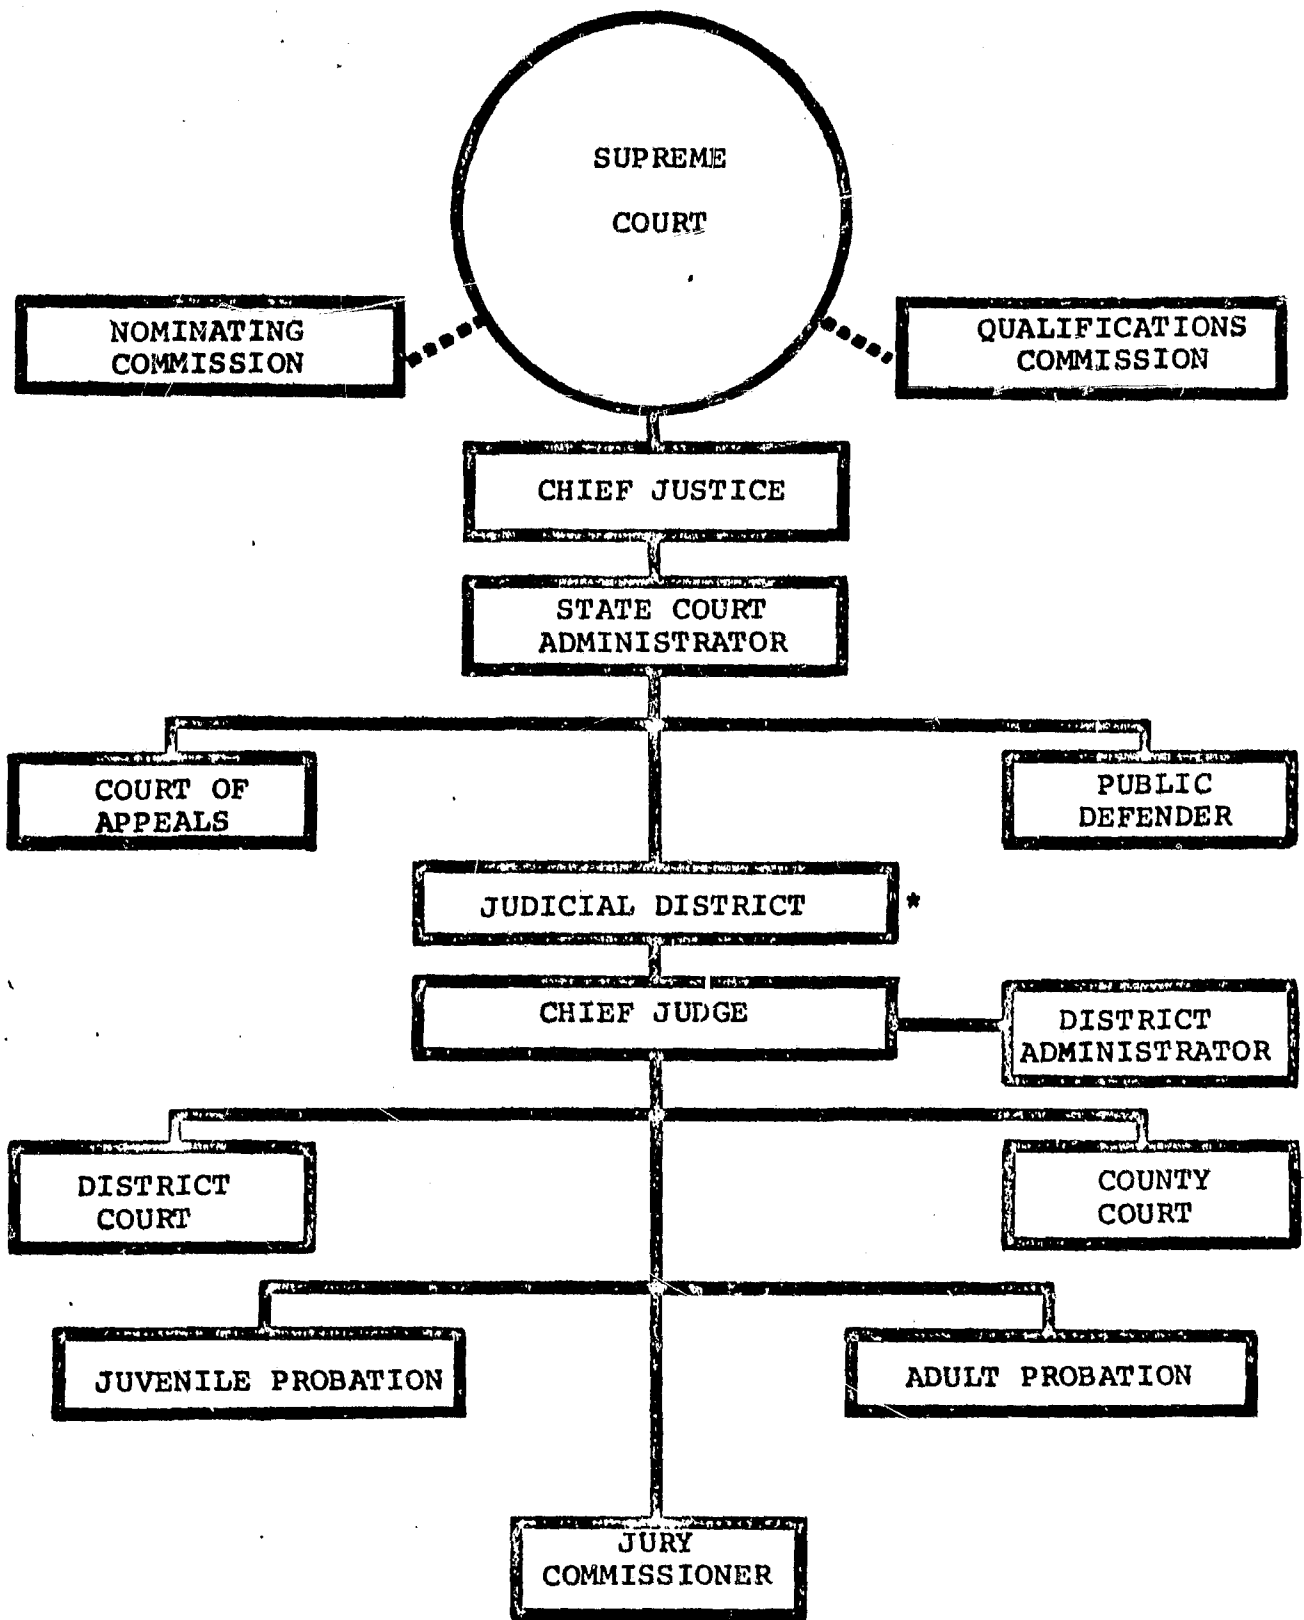 SUPREME
COURT
NOMINATING
COMMISSION
QUALIFICATIONS
COMMISSION
CHIEF JUSTICE
STATE COURT
ADMINISTRATOR
COURT OF
APPEALS
PUBLIC
DEFENDER
JUDICIAL DISTRICT *
CHIEF JUDGE
DISTRICT
ADMINISTRATOR
DISTRICT
COURT
COUNTY
COURT
JUVENILE PROBATION
ADULT PROBATION
JURY
COMMISSIONER